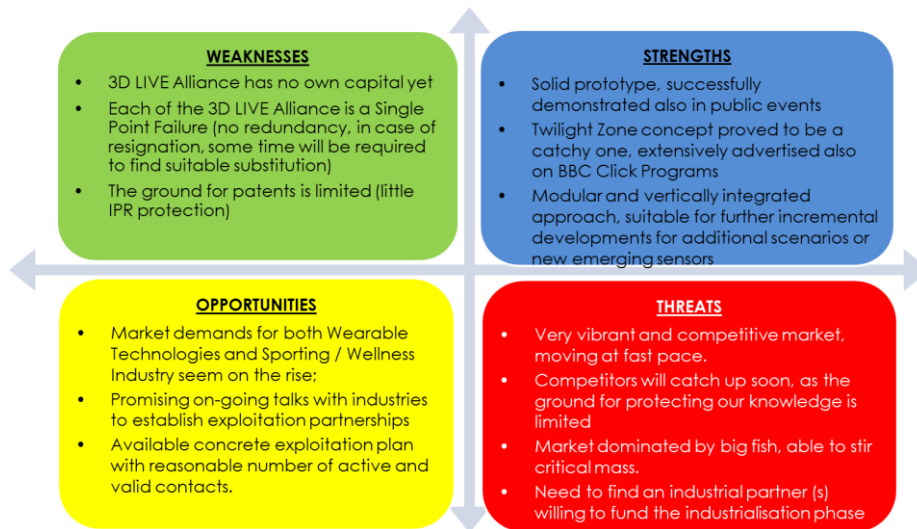 WEAKNESSES
• 3D LIVE Alliance has no own capital yet
• Each of the 3D LIVE Alliance is a Single
Point Failure (no redundancy, in case of
resignation, some time will be required
to find suitable substitution)
• The ground for patents is limited (little
IPR protection)
STRENGTHS
• Solid prototype, successfully
demonstrated also in public events
• Twilight Zone concept proved to be a
catchy one, extensively advertised also
on BBC Click Programs
• Modular and vertically integrated
approach, suitable for further incremental
developments for additional scenarios or
new emerging sensors
OPPORTUNITIES
• Market demands for both Wearable
Technologies and Sporting / Wellness
Industry seem on the rise;
• Promising on-going talks with industries
to establish exploitation partnerships
• Available concrete exploitation plan
with reasonable number of active and
valid contacts.
THREATS
• Very vibrant and competitive market,
moving at fast pace.
• Competitors will catch up soon, as the
ground for protecting our knowledge is
limited
• Market dominated by big fish, able to stir
critical mass.
• Need to find an industrial partner (s)
willing to fund the industrialisation phase